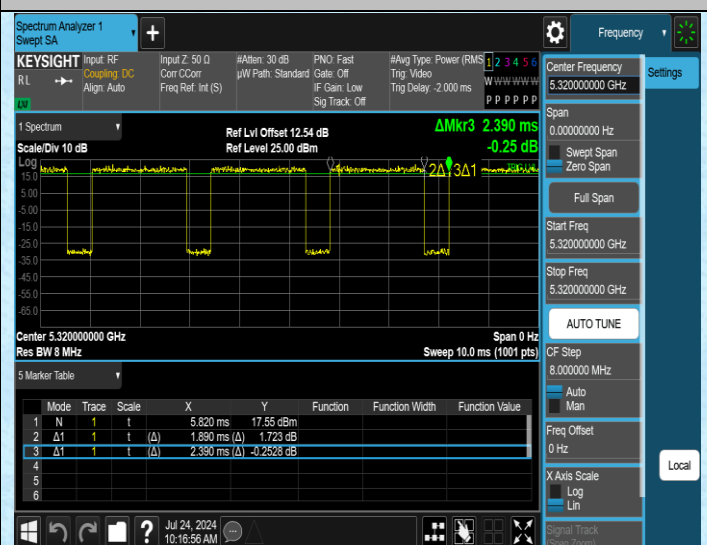 Spectrum Analyzer 1
Swept SA
+
Frequency
KEYSIGHT Input: RF Input Z: 50 Ω #Atten: 30 dB PNO: Fast #Avg Type: Power (RMS 1 2 3 4 5 6
RL Coupling: DC Corr CCorr µW Path: Standard Gate: Off Trig: Video W W W W W W
Align: Auto Freq Ref: Int (S) IF Gain: Low Trig Delay: -2.000 ms
Sig Track: Off P P P P P P
LXI
1 Spectrum
Scale/Div 10 dB
Ref Lvl Offset 12.54 dB
Ref Level 25.00 dBm
ΔMkr3 2.390 ms
-0.25 dB
Log
15.0
5.00
-5.00
-15.0
-25.0
-35.0
-45.0
-55.0
-65.0
2Δ1 3Δ1
Center 5.320000000 GHz
Res BW 8 MHz
Span 0 Hz
Sweep 10.0 ms (1001 pts)
5 Marker Table
Mode Trace Scale X Y Function Function Width Function Value
1 N 1 t 5.820 ms 17.55 dBm
2 Δ1 1 t (Δ) 1.890 ms (Δ) 1.723 dB
3 Δ1 1 t (Δ) 2.390 ms (Δ) -0.2528 dB
4
5
6
?
Jul 24, 2024
10:16:56 AM
Center Frequency
5.320000000 GHz
Settings
Span
0.00000000 Hz
Swept Span
Zero Span
Full Span
Start Freq
5.320000000 GHz
Stop Freq
5.320000000 GHz
AUTO TUNE
CF Step
8.000000 MHz
Auto
Man
Freq Offset
0 Hz
X Axis Scale
Log
Lin
Local
Signal Track
(Span Zoom)